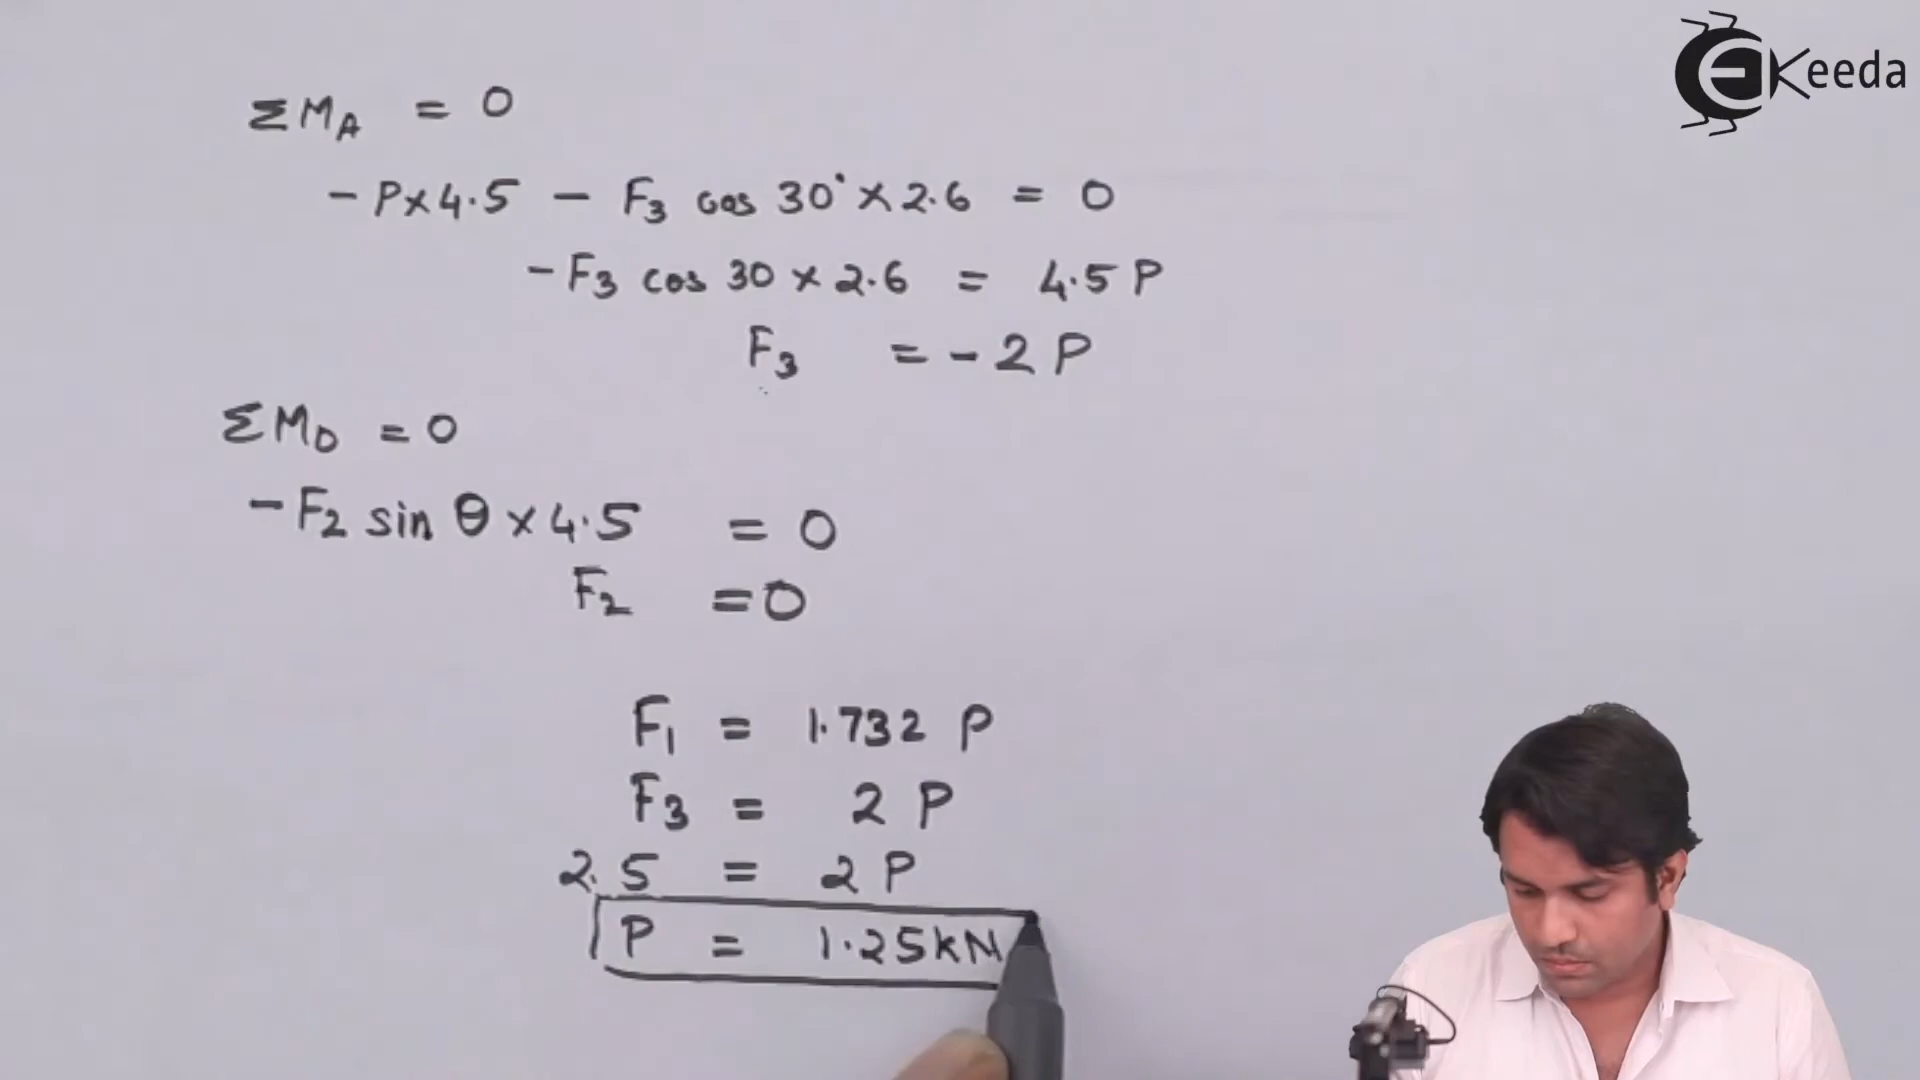 Keeda
ΣM_A = 0
- P×4.5 - F₃ cos 30° × 2.6 = 0
- F₃ cos 30 × 2.6 = 4.5 P
F₃ = - 2 P
ΣM_D = 0
- F₂ sin θ × 4.5 = 0
F₂ = 0
F₁ = 1.732 P
F₃ = 2 P
2.5 = 2 P
P = 1.25 kN